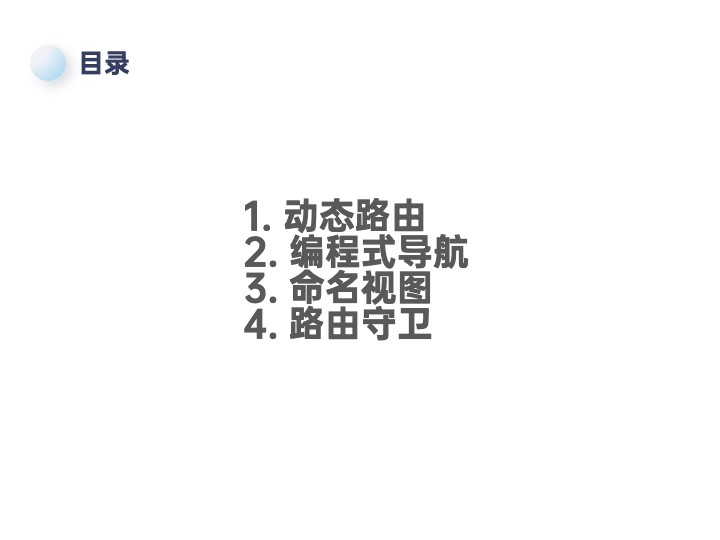 目录
1. 动态路由
2. 编程式导航
3. 命名视图
4. 路由守卫